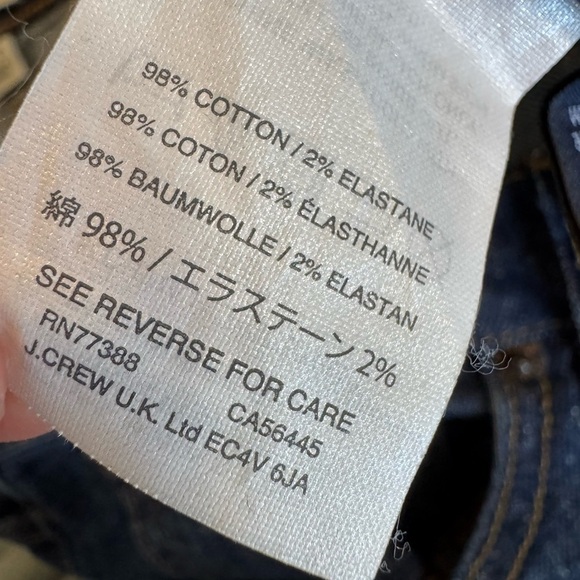 98% COTTON / 2% ELASTANE
98% COTON / 2% ÉLASTHANNE
98% BAUMWOLLE / 2% ELASTAN
綿 98% / エラステーン 2%
SEE REVERSE FOR CARE
RN77388 CA56445
J.CREW U.K. Ltd EC4V 6JA